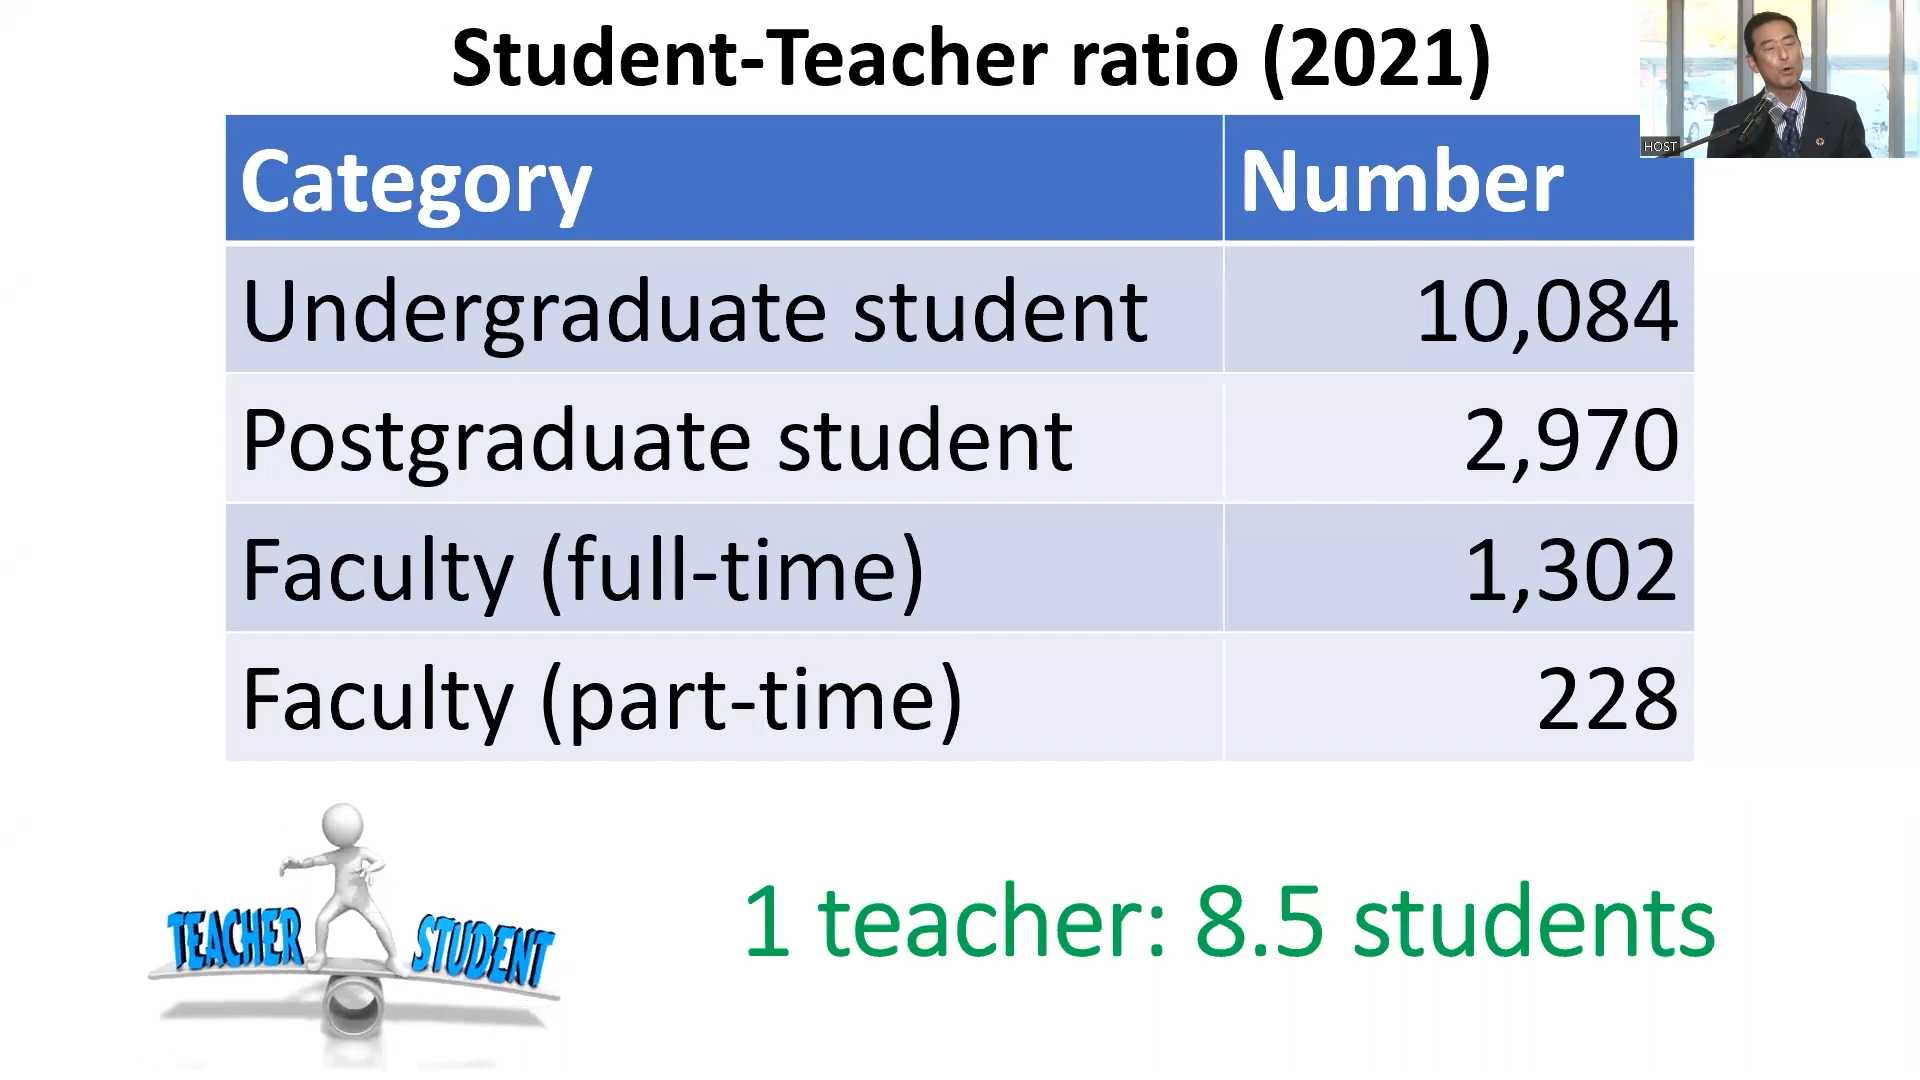 Student-Teacher ratio (2021)
HOST
Category Number
Undergraduate student 10,084
Postgraduate student 2,970
Faculty (full-time) 1,302
Faculty (part-time) 228
TEACHER STUDENT
1 teacher: 8.5 students